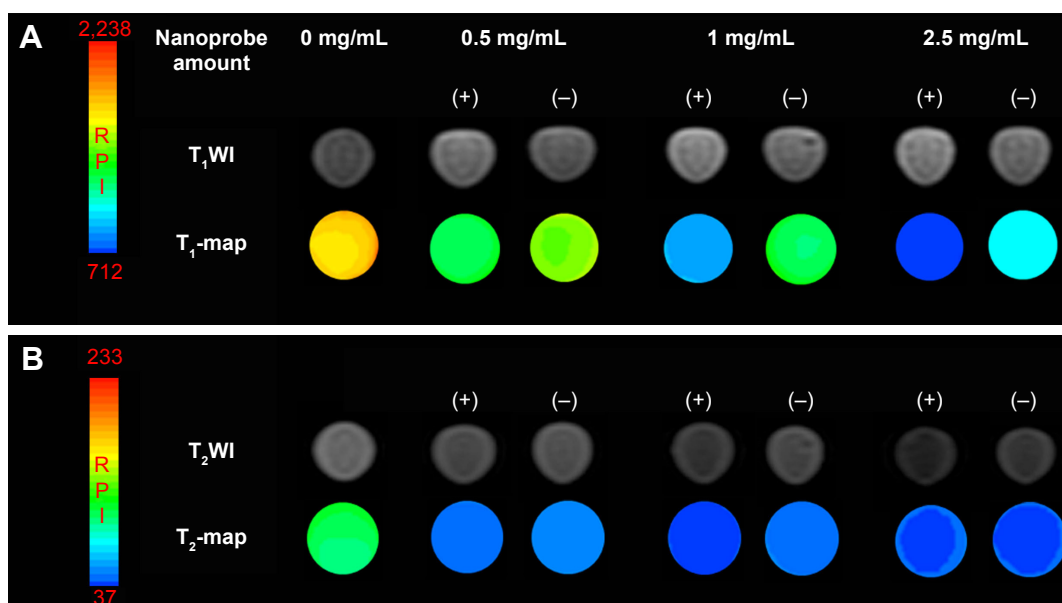 A
2,238
R
P
I
712
Nanoprobe
amount
0 mg/mL
0.5 mg/mL
1 mg/mL
2.5 mg/mL
(+)
(–)
(+)
(–)
(+)
(–)
T₁WI
T₁-map
B
233
R
P
I
37
(+)
(–)
(+)
(–)
(+)
(–)
T₂WI
T₂-map